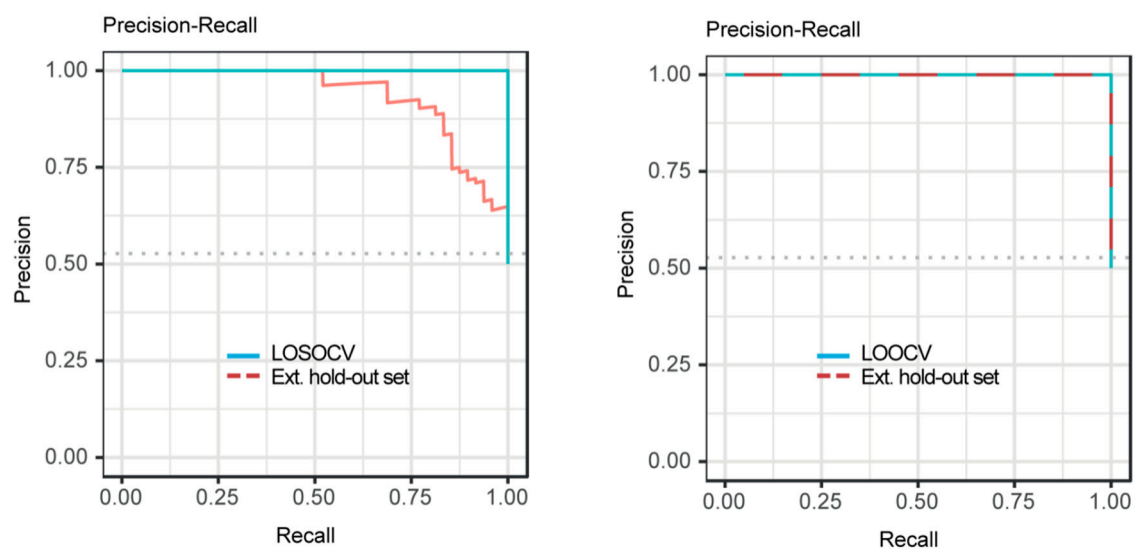 Precision-Recall
1.00
0.75
0.50
0.25
0.00
Precision
LOSOCV
Ext. hold-out set
0.00 0.25 0.50 0.75 1.00
Recall
Precision-Recall
1.00
0.75
0.50
0.25
0.00
Precision
LOOCV
Ext. hold-out set
0.00 0.25 0.50 0.75 1.00
Recall